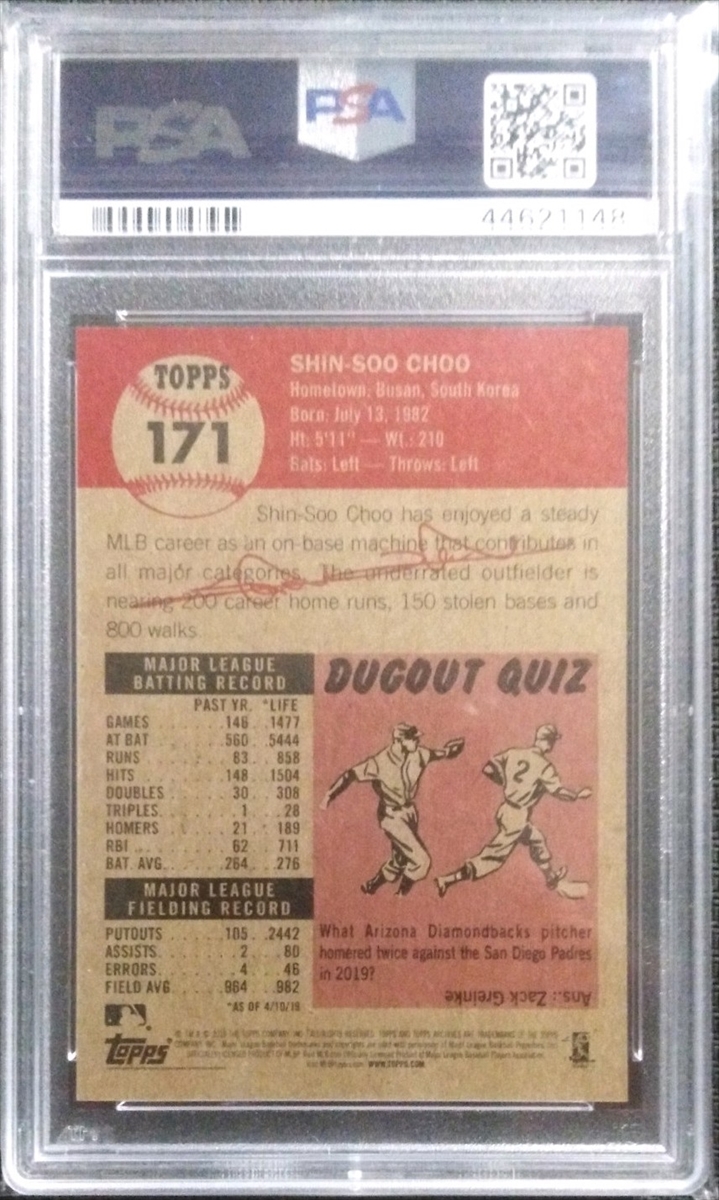 PSA
PSA
44621148
TOPPS
171
SHIN-SOO CHOO
Hometown: Busan, South Korea
Born: July 13, 1982
Ht: 5'11" — Wt.: 210
Bats: Left — Throws: Left
Shin-Soo Choo has enjoyed a steady
MLB career as an on-base machine that contributes in
all major categories. The underrated outfielder is
nearing 200 career home runs, 150 stolen bases and
800 walks.
MAJOR LEAGUE
BATTING RECORD
PAST YR. *LIFE
GAMES 146 1477
AT BAT 560 5444
RUNS 83 858
HITS 148 1504
DOUBLES 30 308
TRIPLES 1 28
HOMERS 21 189
RBI 62 711
BAT. AVG. .264 .276
MAJOR LEAGUE
FIELDING RECORD
PUTOUTS 105 2442
ASSISTS 2 80
ERRORS 4 46
FIELD AVG .964 .982
*AS OF 4/10/19
DUGOUT QUIZ
2
What Arizona Diamondbacks pitcher
homered twice against the San Diego Padres
in 2019?
Ans.: Zack Greinke
topps
WWW.TOPPS.COM